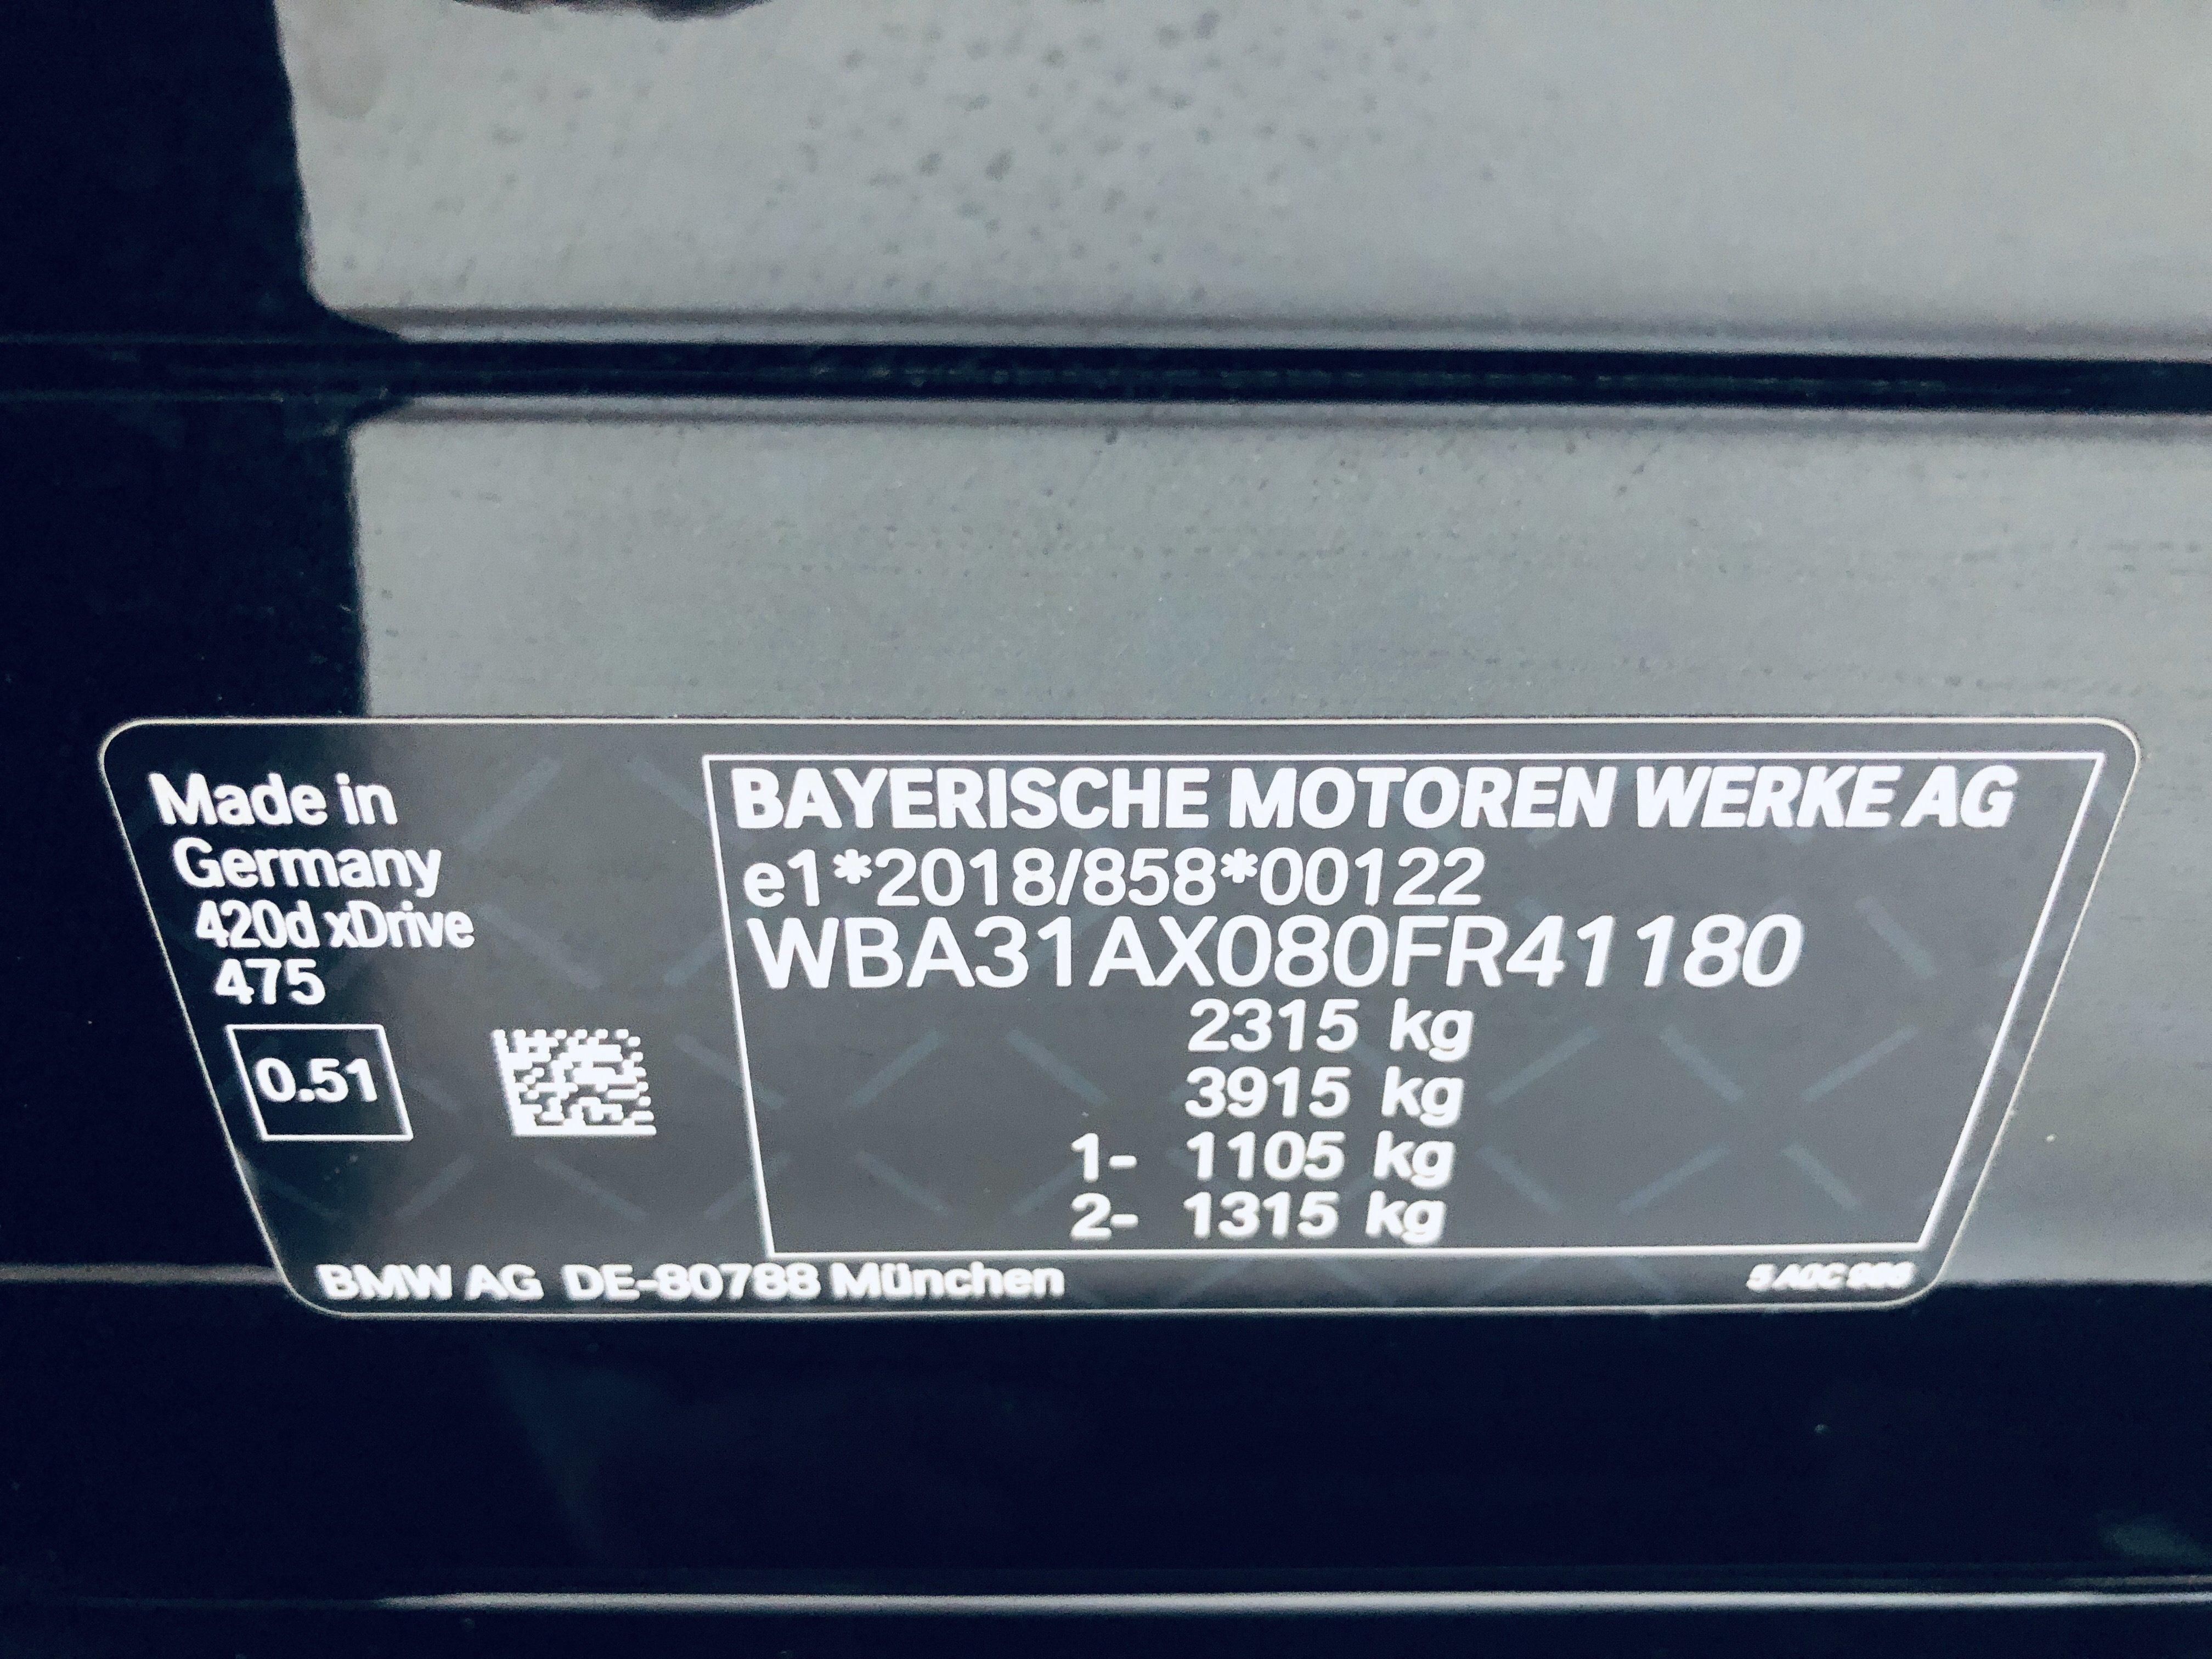 Made in
Germany
420d xDrive
475
0.51
BAYERISCHE MOTOREN WERKE AG
e1*2018/858*00122
WBA31AX080FR41180
2315 kg
3915 kg
1- 1105 kg
2- 1315 kg
BMW AG DE-80788 München